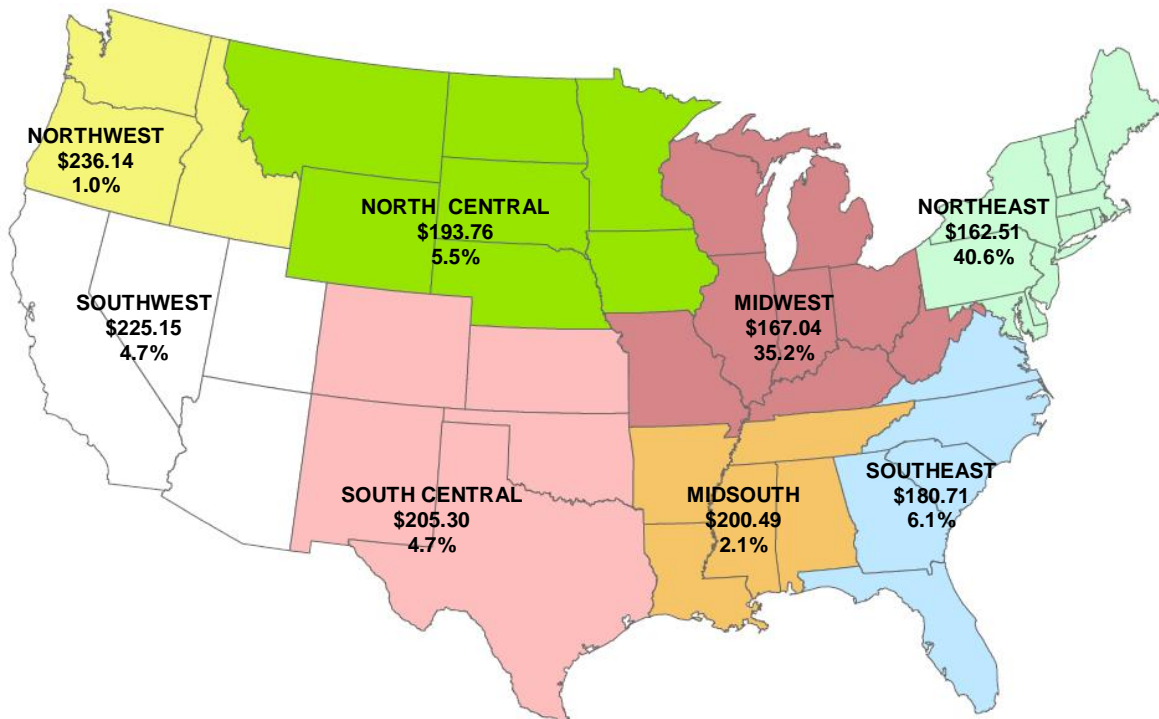 NORTHWEST
$236.14
1.0%
NORTH CENTRAL
$193.76
5.5%
NORTHEAST
$162.51
40.6%
SOUTHWEST
$225.15
4.7%
MIDWEST
$167.04
35.2%
SOUTH CENTRAL
$205.30
4.7%
MIDSOUTH
$200.49
2.1%
SOUTHEAST
$180.71
6.1%